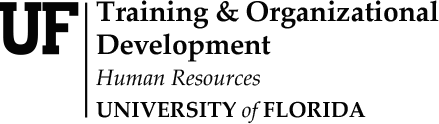 UF
Training & Organizational
Development
Human Resources
UNIVERSITY of FLORIDA